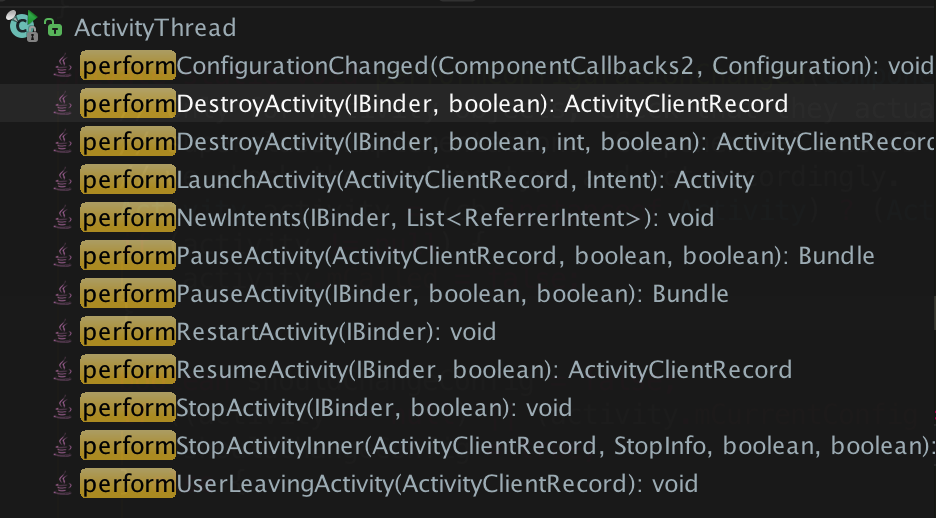 ActivityThread
performConfigurationChanged(ComponentCallbacks2, Configuration): void
performDestroyActivity(IBinder, boolean): ActivityClientRecord
performDestroyActivity(IBinder, boolean, int, boolean): ActivityClientRecord
performLaunchActivity(ActivityClientRecord, Intent): Activity
performNewIntents(IBinder, List<ReferrerIntent>): void
performPauseActivity(ActivityClientRecord, boolean, boolean): Bundle
performPauseActivity(IBinder, boolean, boolean): Bundle
performRestartActivity(IBinder): void
performResumeActivity(IBinder, boolean): ActivityClientRecord
performStopActivity(IBinder, boolean): void
performStopActivityInner(ActivityClientRecord, StopInfo, boolean, boolean):
performUserLeavingActivity(ActivityClientRecord): void